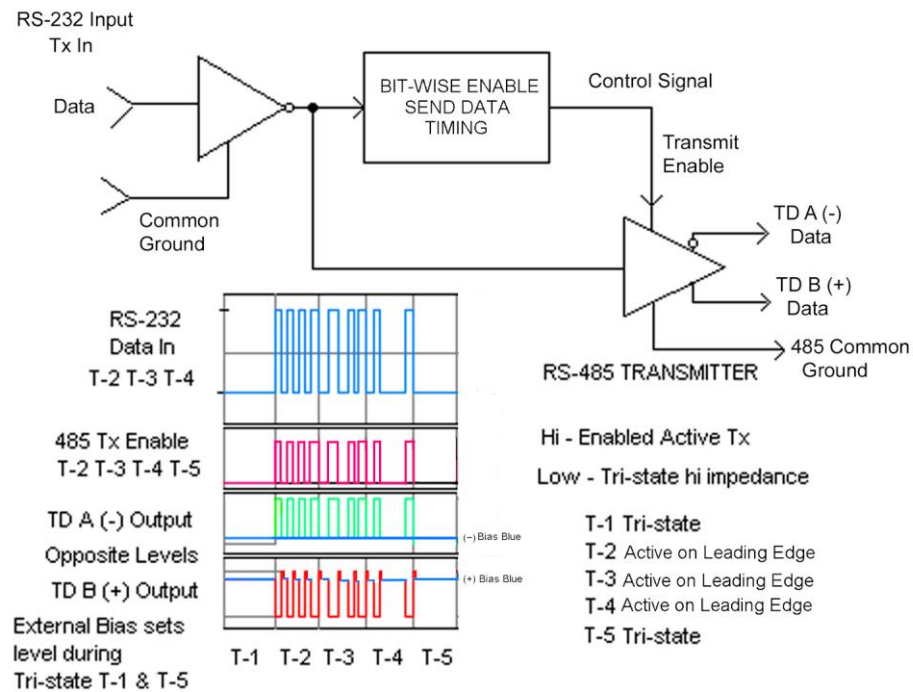 RS-232 Input
Tx In
Data
Common
Ground
BIT-WISE ENABLE
SEND DATA
TIMING
Control Signal
Transmit
Enable
TD A (-)
Data
TD B (+)
Data
485 Common
Ground
RS-485 TRANSMITTER
RS-232
Data In
T-2 T-3 T-4
485 Tx Enable
T-2 T-3 T-4 T-5
TD A (-) Output
Opposite Levels
TD B (+) Output
External Bias sets
level during
Tri-state T-1 & T-5
(−) Bias Blue
(+) Bias Blue
T-1 T-2 T-3 T-4 T-5
Hi - Enabled Active Tx
Low - Tri-state hi impedance
T-1 Tri-state
T-2 Active on Leading Edge
T-3 Active on Leading Edge
T-4 Active on Leading Edge
T-5 Tri-state